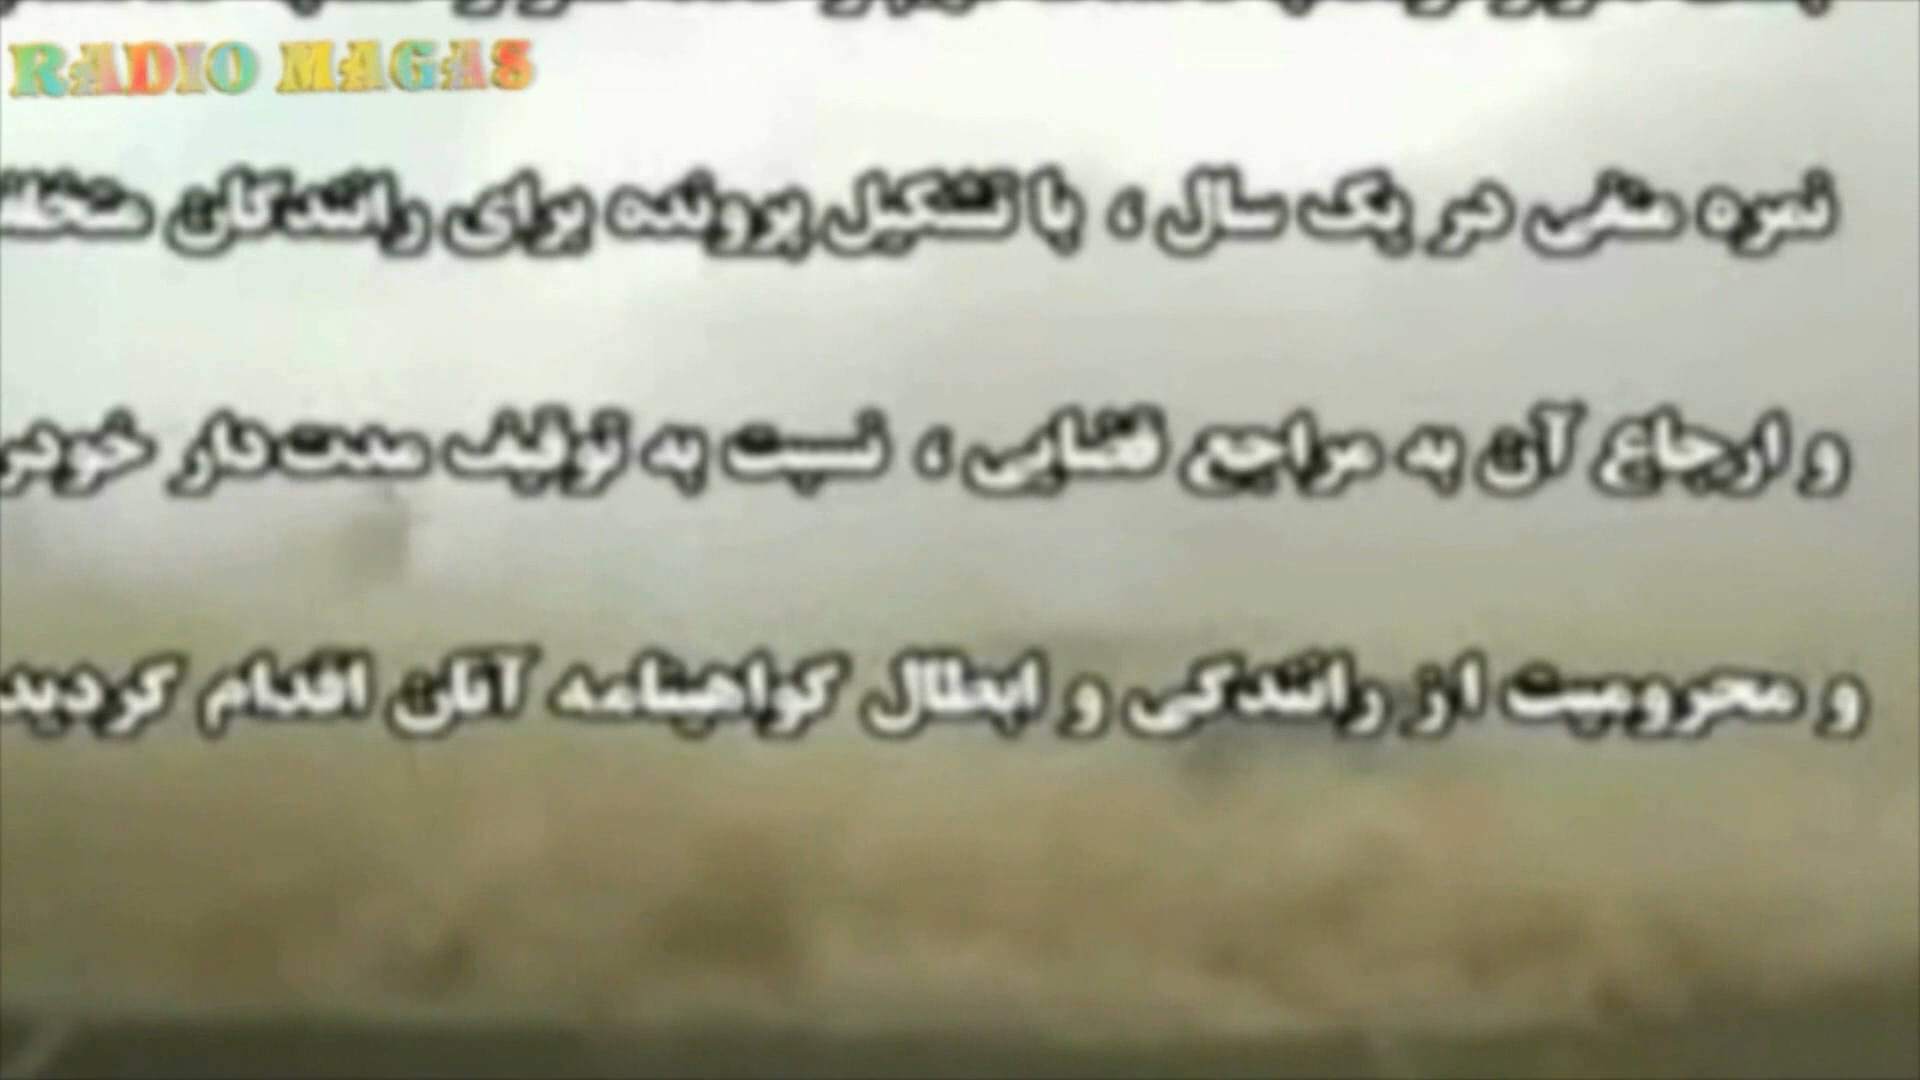 RADIO MAGAS
نمره منفی در یک سال ، با تشکیل پرونده برای رانندگان
و ارجاع آن به مراجع قضایی ، نسبت به توقیف مدت‌دار
و محرومیت از رانندگی و ابطال گواهینامه آنان اقدام گردید